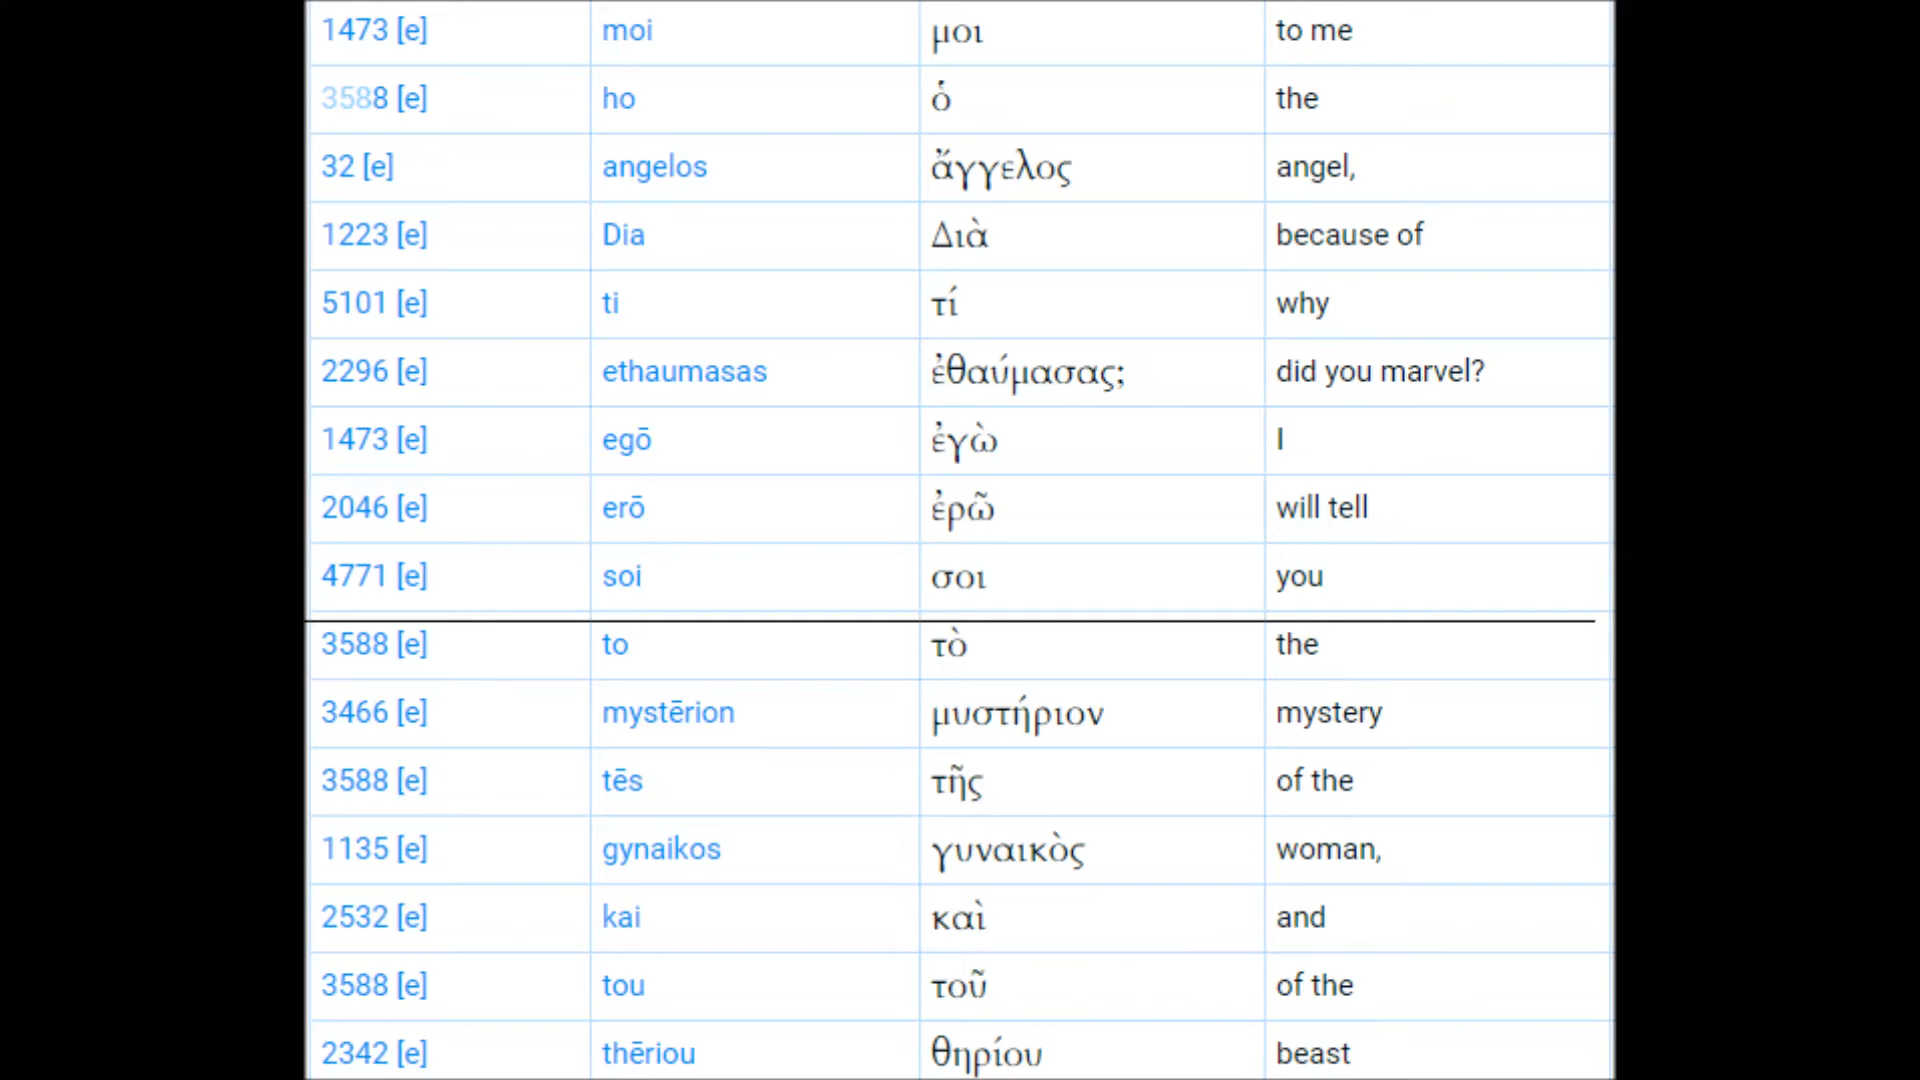 1473 [e] moi μοι to me
3588 [e] ho ὁ the
32 [e] angelos ἄγγελος angel,
1223 [e] Dia Διὰ because of
5101 [e] ti τί why
2296 [e] ethaumasas ἐθαύμασας; did you marvel?
1473 [e] egō ἐγὼ I
2046 [e] erō ἐρῶ will tell
4771 [e] soi σοι you
3588 [e] to τὸ the
3466 [e] mystērion μυστήριον mystery
3588 [e] tēs τῆς of the
1135 [e] gynaikos γυναικὸς woman,
2532 [e] kai καὶ and
3588 [e] tou τοῦ of the
2342 [e] thēriou θηρίου beast